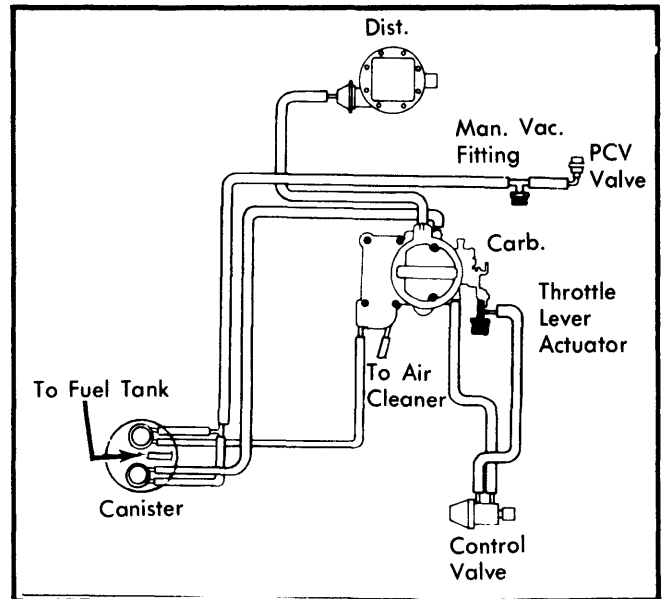 Dist.
Man. Vac.
Fitting
PCV
Valve
Carb.
Throttle
Lever
Actuator
To Air
Cleaner
To Fuel Tank
Canister
Control
Valve